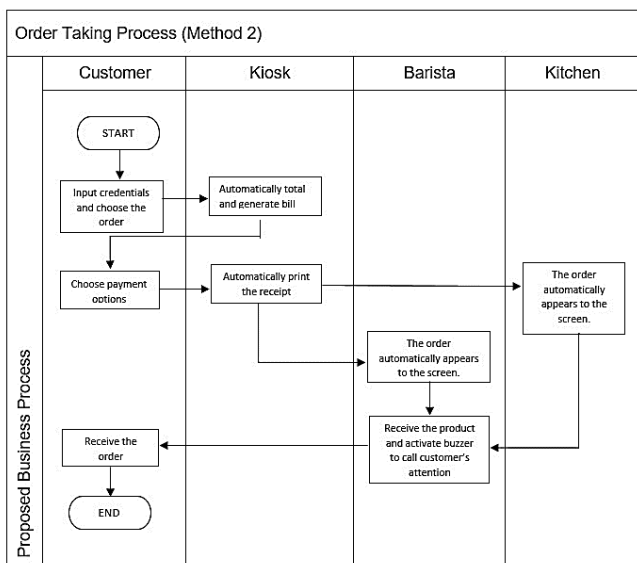 Order Taking Process (Method 2)
Customer
Kiosk
Barista
Kitchen
Proposed Business Process
START
Input credentials
and choose the
order
Automatically total
and generate bill
Choose payment
options
Automatically print
the receipt
The order
automatically
appears to the
screen.
The order
automatically appears
to the screen.
Receive the product
and activate buzzer
to call customer's
attention
Receive the
order
END